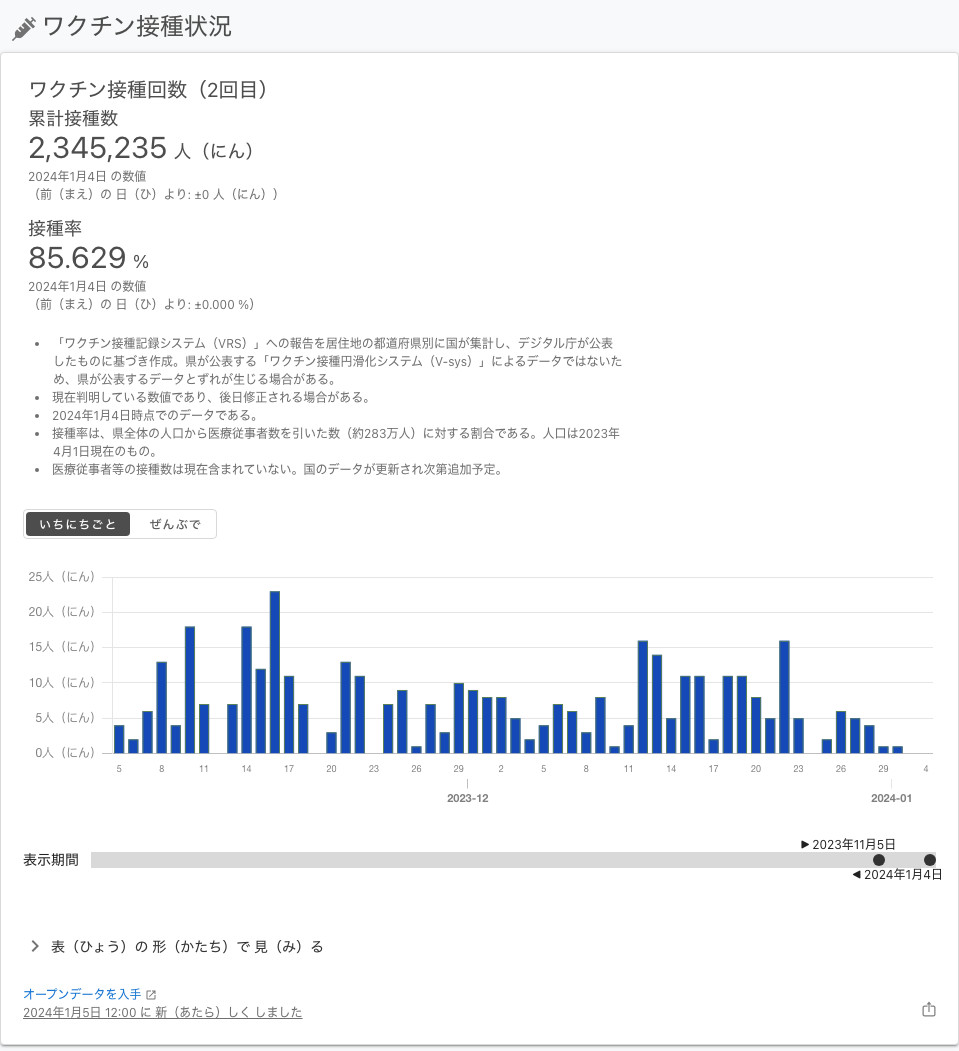 ワクチン接種状況
ワクチン接種回数（2回目）
累計接種数
2,345,235 人（にん）
2024年1月4日 の数値
（前（まえ）の 日（ひ）より: ±0 人（にん））
接種率
85.629 %
2024年1月4日 の数値
（前（まえ）の 日（ひ）より: ±0.000 %）
• 「ワクチン接種記録システム（VRS）」への報告を居住地の都道府県別に国が集計し、デジタル庁が公表
したものに基づき作成。県が公表する「ワクチン接種円滑化システム（V-sys）」によるデータではないた
め、県が公表するデータとずれが生じる場合がある。
• 現在判明している数値であり、後日修正される場合がある。
• 2024年1月4日時点でのデータである。
• 接種率は、県全体の人口から医療従事者数を引いた数（約283万人）に対する割合である。人口は2023年
4月1日現在のもの。
• 医療従事者等の接種数は現在含まれていない。国のデータが更新され次第追加予定。
いちにちごと ぜんぶで
25人（にん）
20人（にん）
15人（にん）
10人（にん）
5人（にん）
0人（にん）
5 8 11 14 17 20 23 26 29 2 5 8 11 14 17 20 23 26 29 4
2023-12 2024-01
▶ 2023年11月5日
表示期間
◀ 2024年1月4日
表（ひょう）の 形（かたち）で 見（み）る
オープンデータを入手
2024年1月5日 12:00 に 新（あたら）しく しました